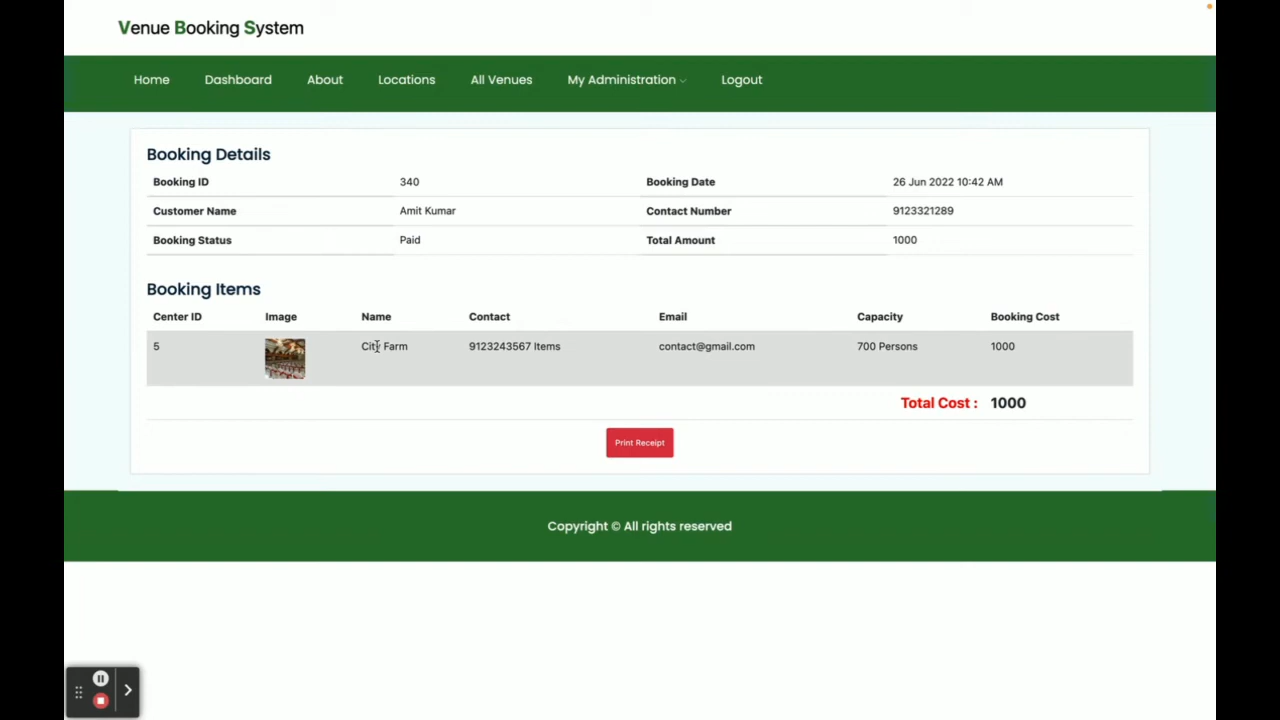 Venue Booking System
Home Dashboard About Locations All Venues My Administration Logout
Booking Details
Booking ID 340 Booking Date 26 Jun 2022 10:42 AM
Customer Name Amit Kumar Contact Number 9123321289
Booking Status Paid Total Amount 1000
Booking Items
Center ID Image Name Contact Email Capacity Booking Cost
5 City Farm 9123243567 Items contact@gmail.com 700 Persons 1000
Total Cost : 1000
Print Receipt
Copyright © All rights reserved